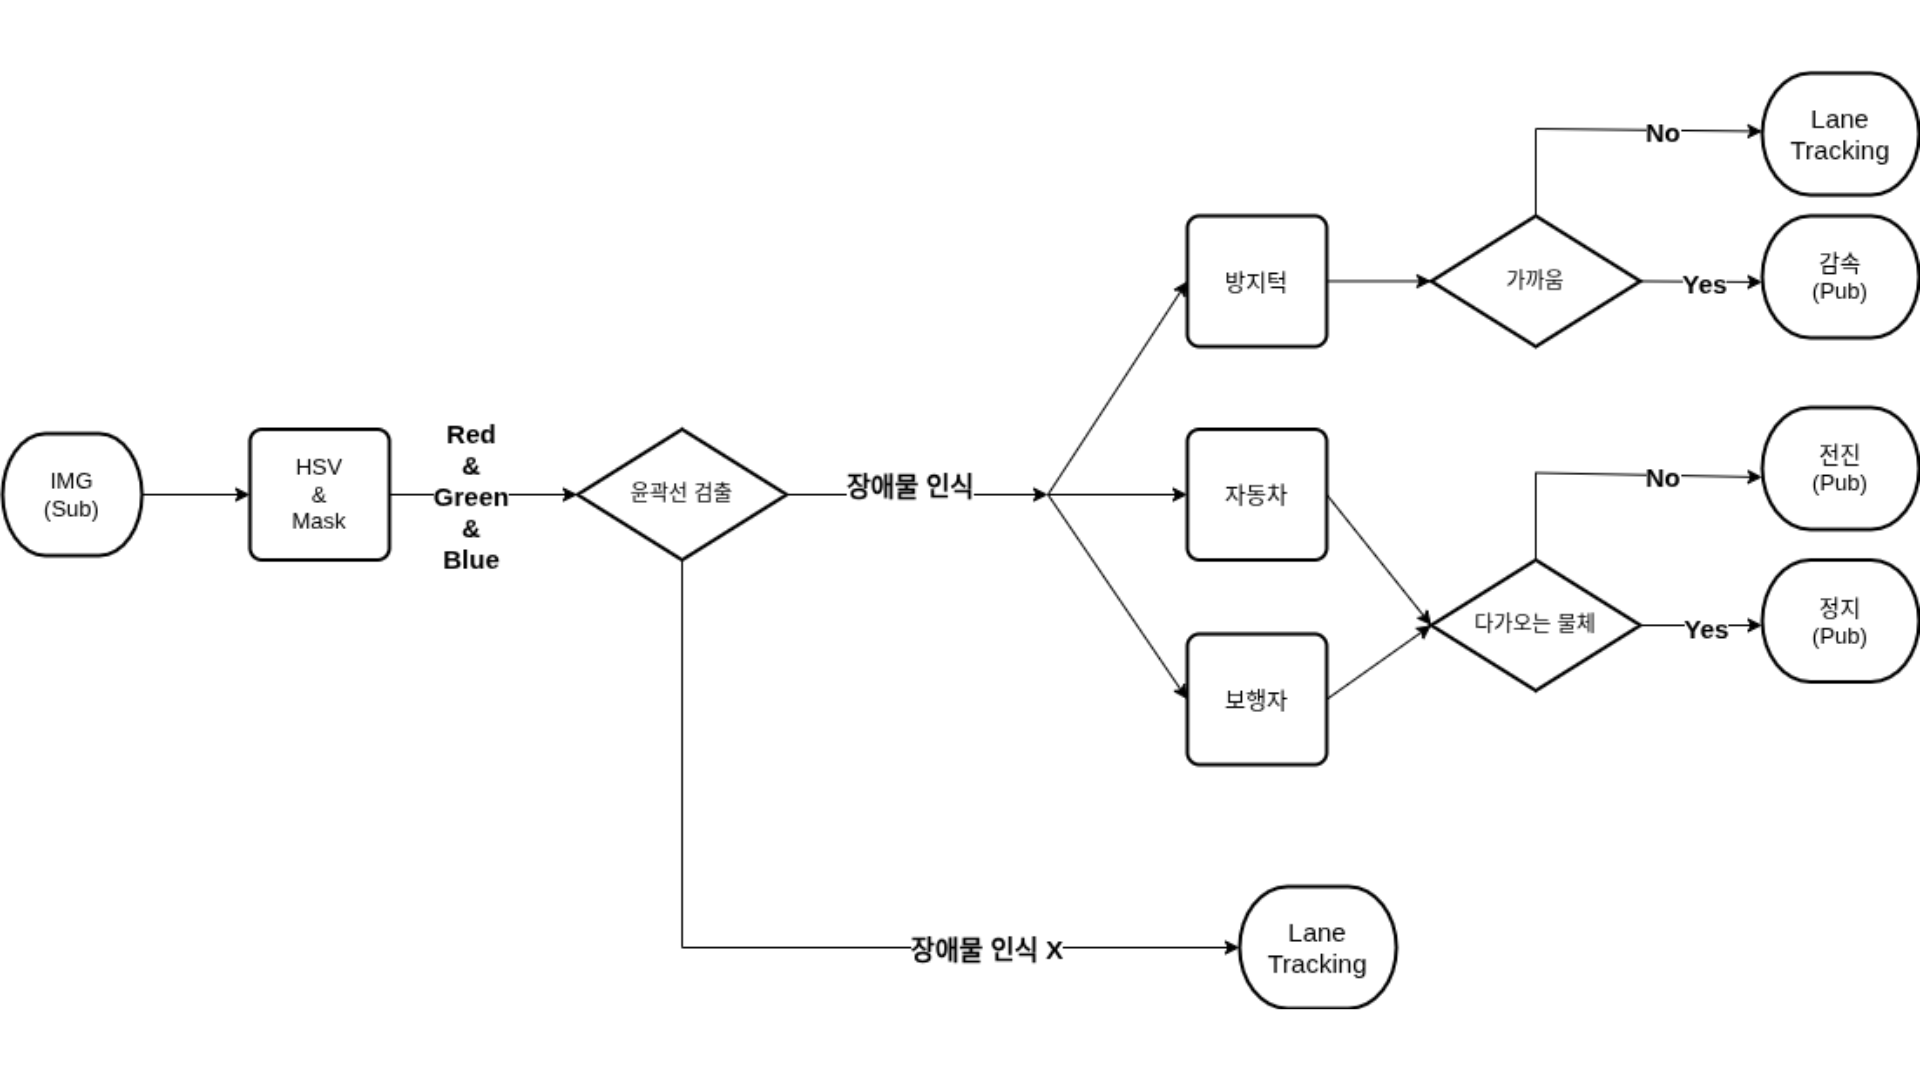 IMG
(Sub)
HSV
&
Mask
Red
&
Green
&
Blue
윤곽선 검출
장애물 인식
방지턱
가까움
No
Lane
Tracking
Yes
감속
(Pub)
자동차
보행자
다가오는 물체
No
전진
(Pub)
Yes
정지
(Pub)
장애물 인식 X
Lane
Tracking